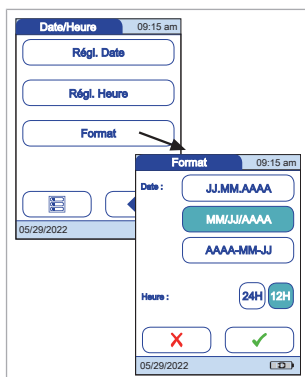 Date/Heure 09:15 am
Régl. Date
Régl. Heure
Format
05/29/2022
Format 09:15 am
Date : JJ.MM.AAAA
MM/JJ/AAAA
AAAA-MM-JJ
Heure : 24H 12H
05/29/2022